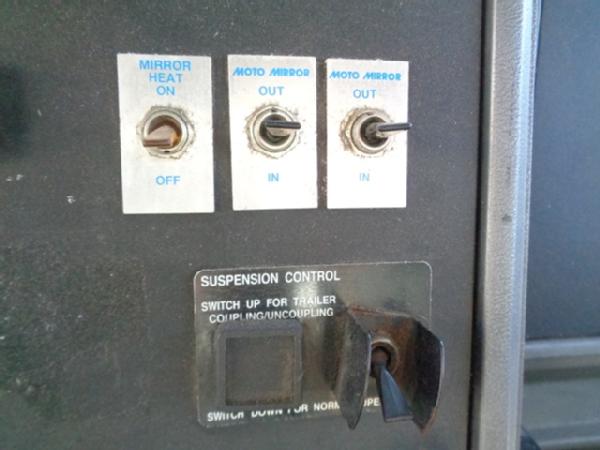 MIRROR
HEAT
ON
OFF
MOTO MIRROR
OUT
IN
MOTO MIRROR
OUT
IN
SUSPENSION CONTROL
SWITCH UP FOR TRAILER
COUPLING/UNCOUPLING
SWITCH DOWN FOR